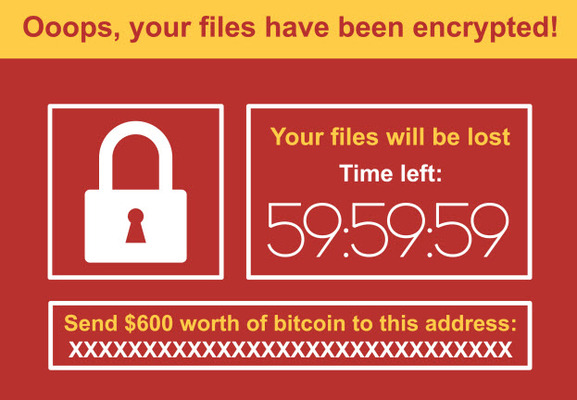 Ooops, your files have been encrypted!
Your files will be lost
Time left:
59:59:59
Send $600 worth of bitcoin to this address:
XXXXXXXXXXXXXXXXXXXXXXXXXXXXXX